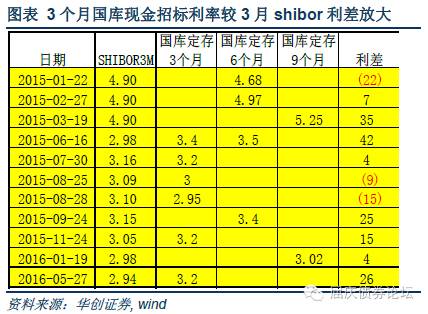 图表 3 个月国库现金招标利率较 3 月 shibor 利差放大
日期 SHIBOR3M 国库定存3个月 国库定存6个月 国库定存9个月 利差
2015-01-22 4.90 4.68 (22)
2015-02-27 4.90 4.97 7
2015-03-19 4.90 5.25 35
2015-06-16 2.98 3.4 3.5 42
2015-07-30 3.16 3.2 4
2015-08-25 3.09 3 (9)
2015-08-28 3.10 2.95 (15)
2015-09-24 3.15 3.4 25
2015-11-24 3.05 3.2 15
2016-01-19 2.98 3.02 4
2016-05-27 2.94 3.2 26
资料来源：华创证券, wind
屈庆债券论坛